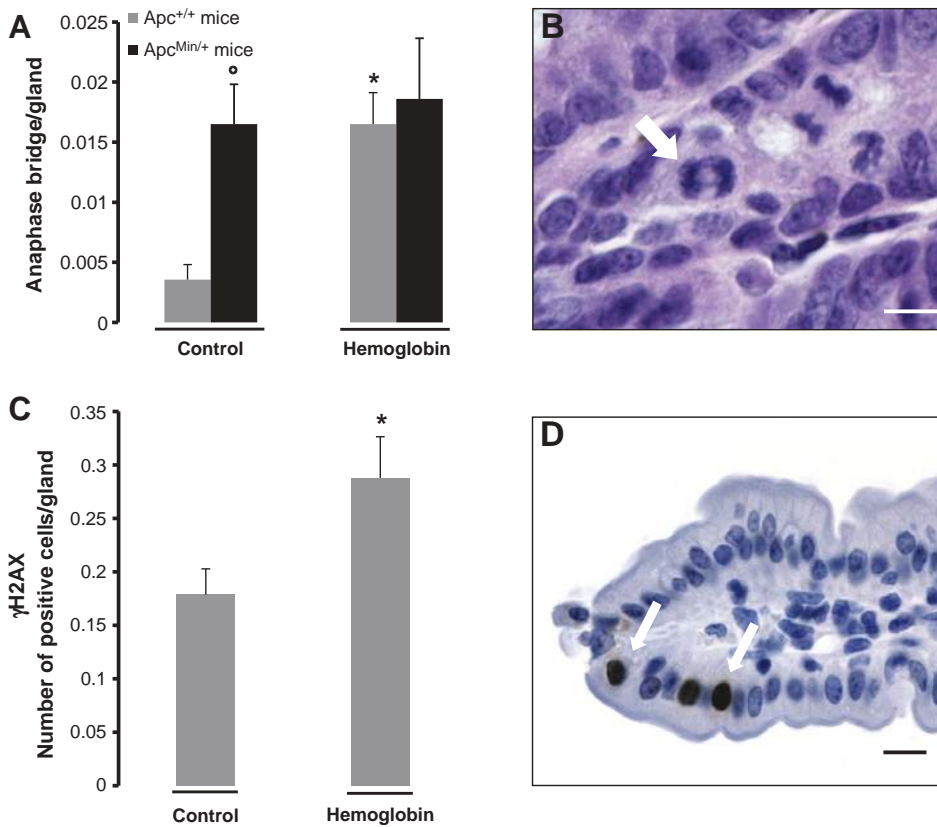 A
Apc+/+ mice
ApcMin/+ mice
Anaphase bridge/gland
0.025
0.02
0.015
0.01
0.005
0
°
*
Control
Hemoglobin
B
C
γH2AX
Number of positive cells/gland
0.35
0.3
0.25
0.2
0.15
0.1
0.05
0
*
Control
Hemoglobin
D